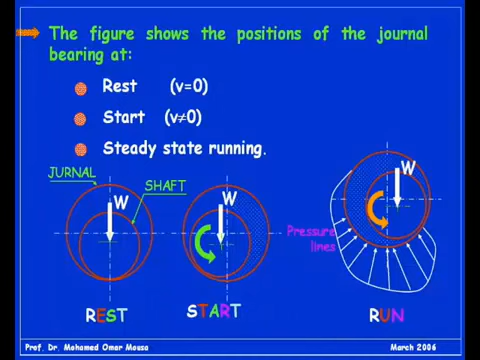 The figure shows the positions of the journal
bearing at:
Rest (v=0)
Start (v≠0)
Steady state running.
JURNAL
SHAFT
W
W
W
Pressure
lines
REST
START
RUN
Prof. Dr. Mohamed Omar Mousa
March 2006